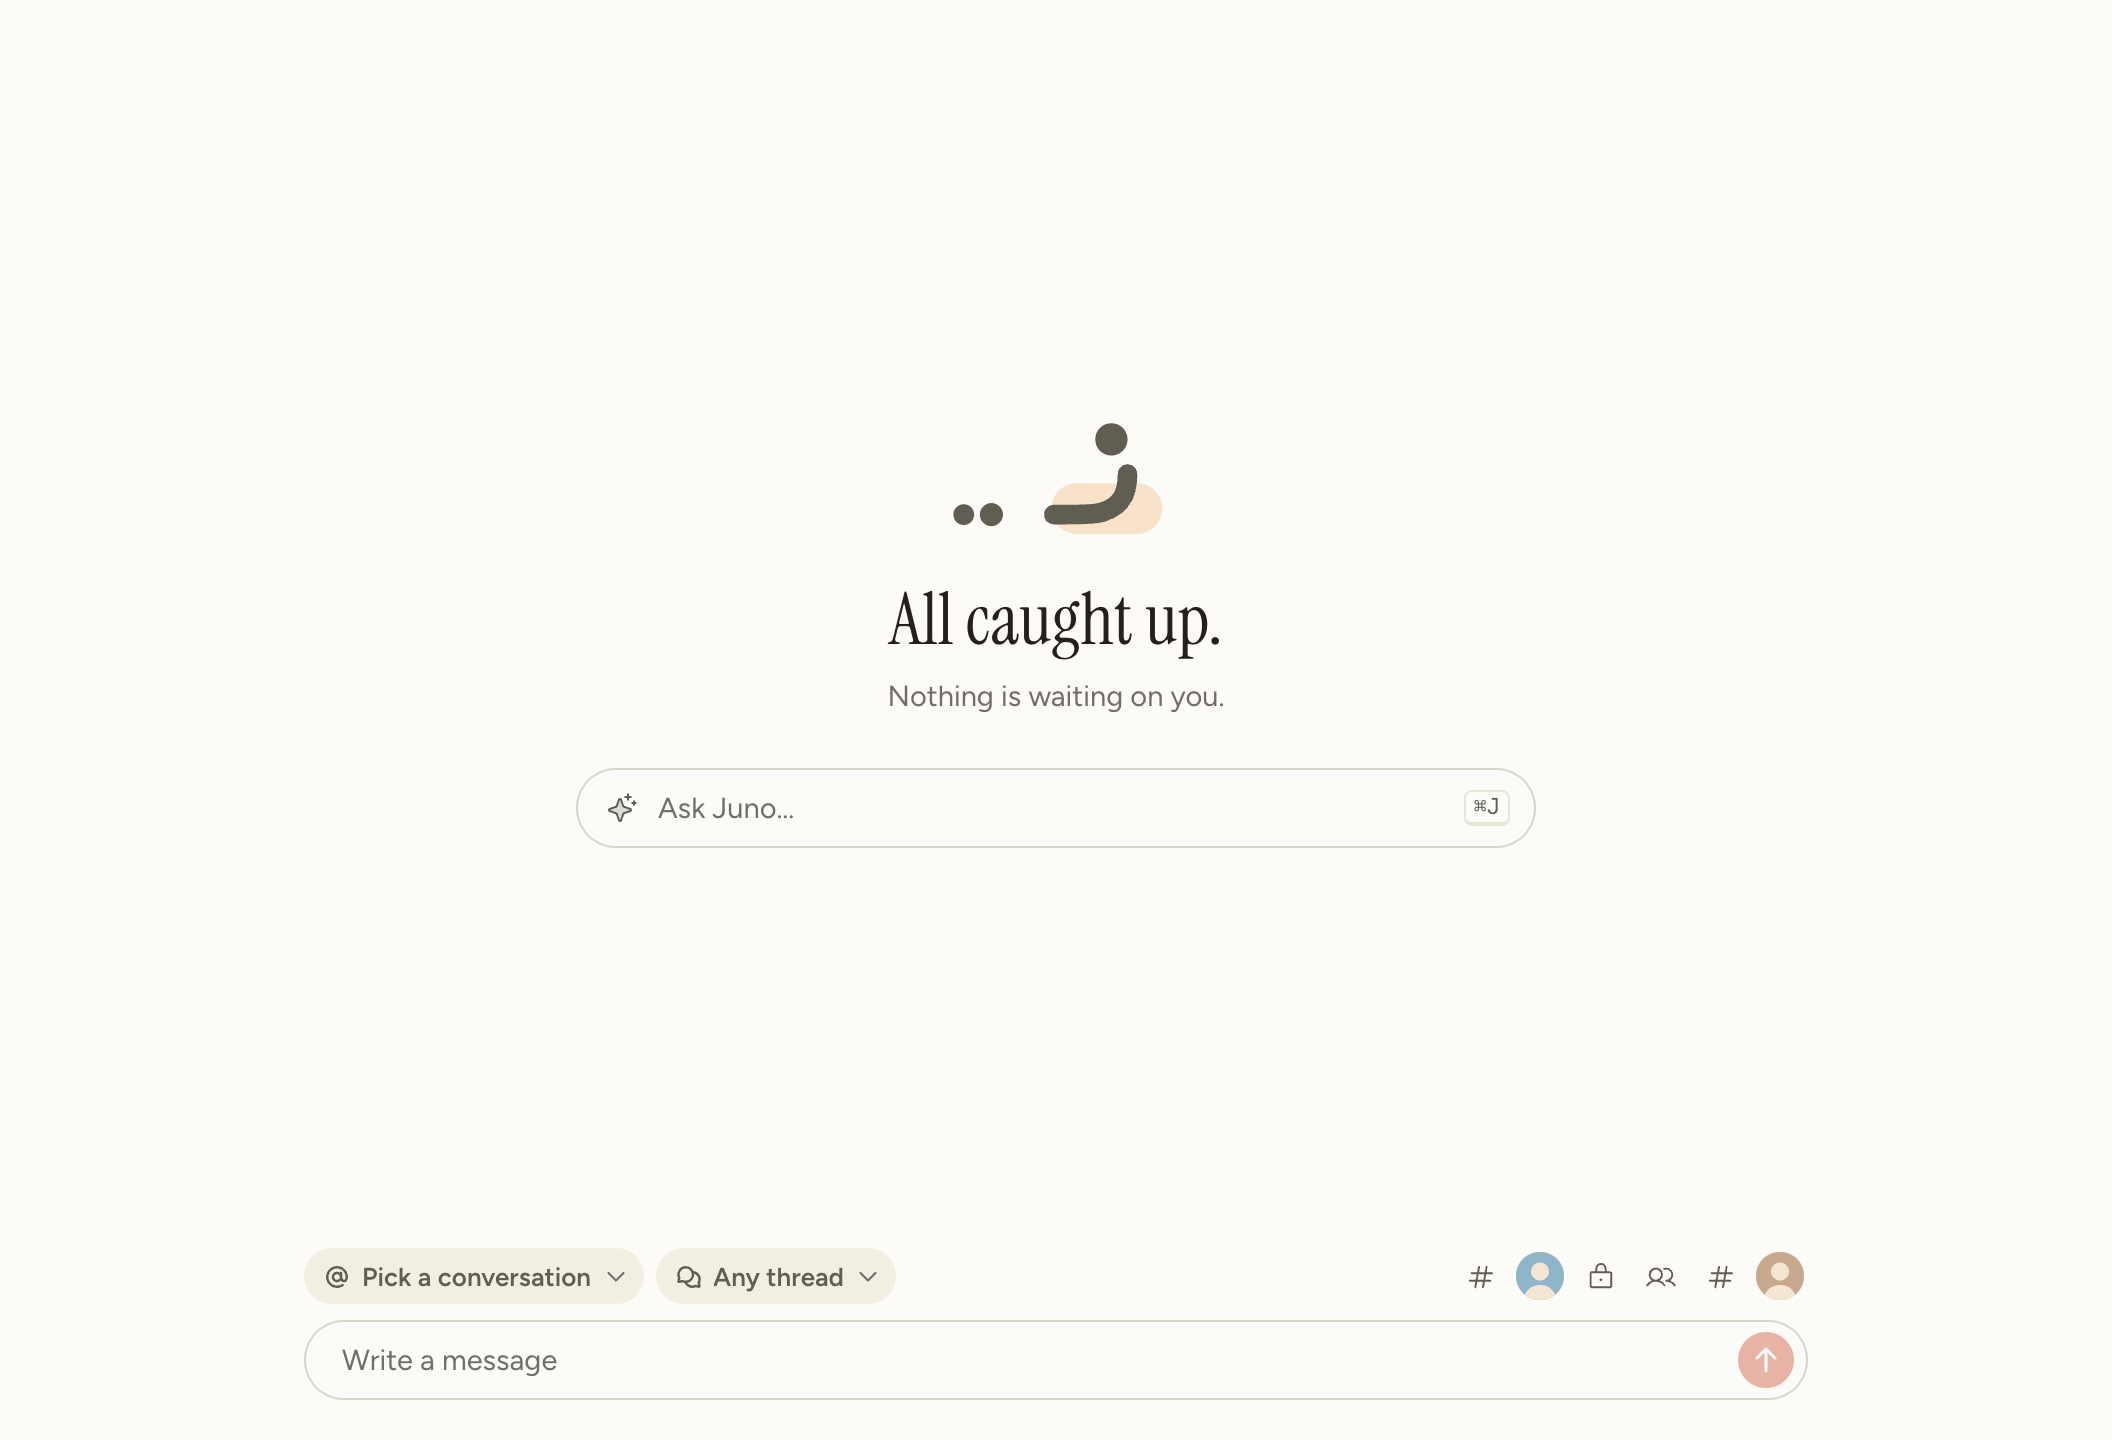 All caught up.
Nothing is waiting on you.
Ask Juno...
⌘J
Pick a conversation
Any thread
Write a message